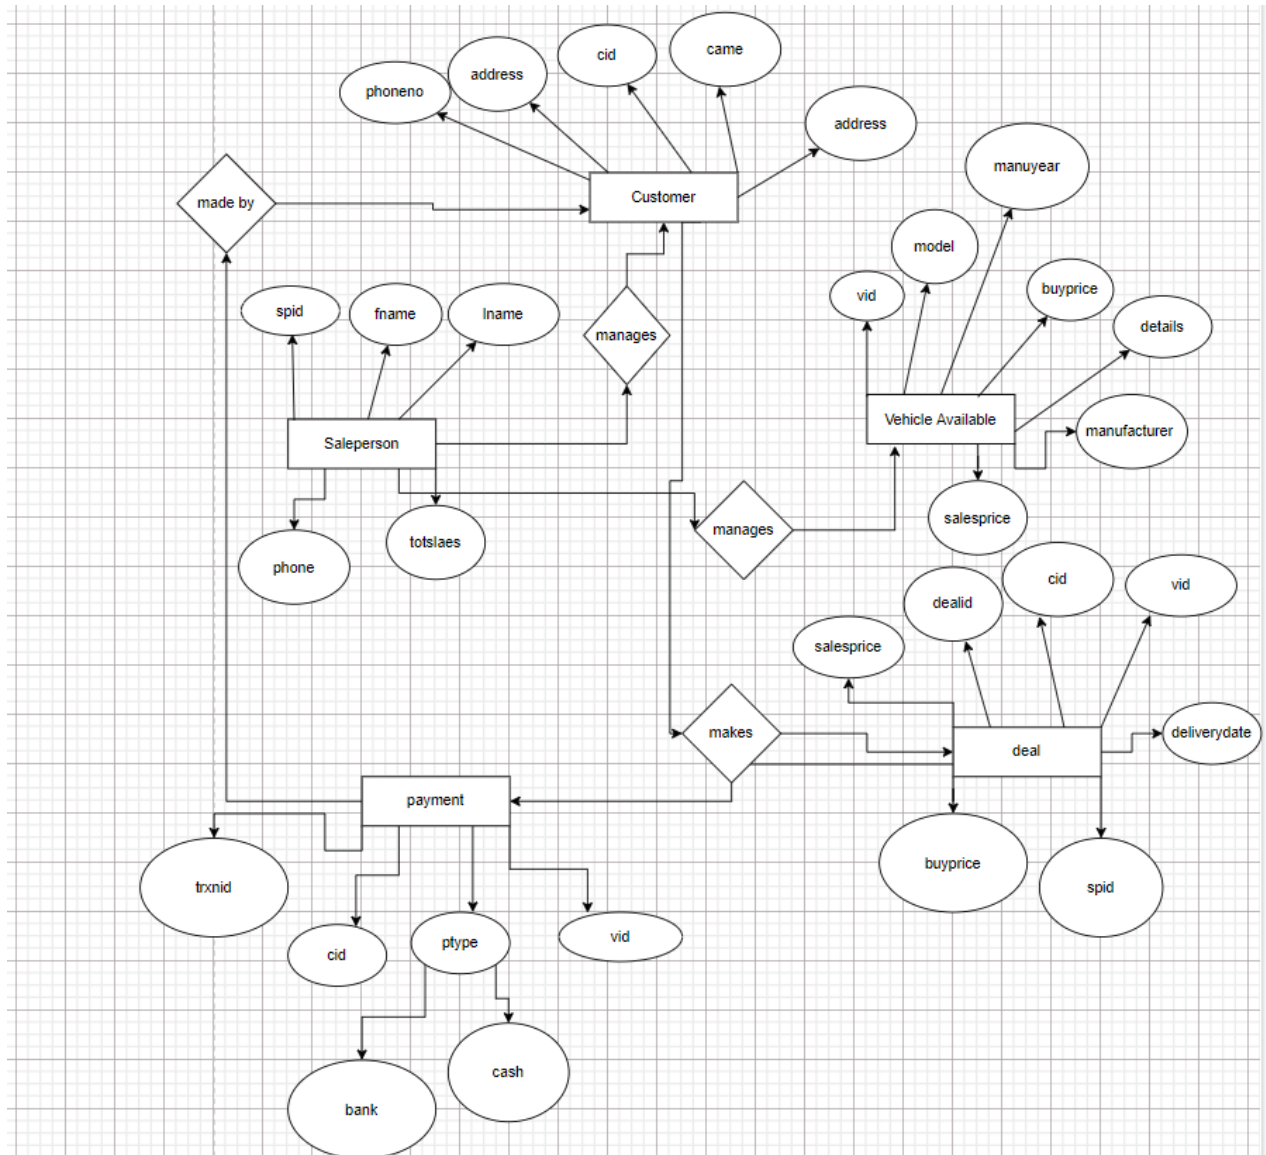 came
cid
address
phoneno
address
manuyear
Customer
made by
model
buyprice
vid
spid
fname
lname
details
manages
Vehicle Available
manufacturer
Saleperson
salesprice
manages
totslaes
phone
cid
vid
dealid
salesprice
makes
deliverydate
deal
payment
buyprice
trxnid
spid
vid
ptype
cid
cash
bank